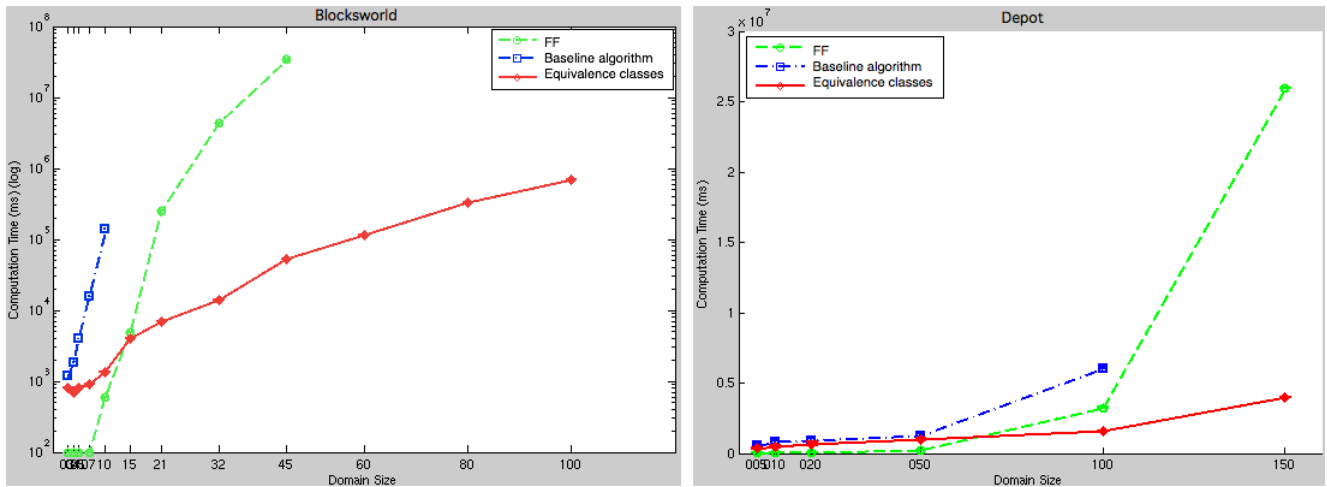 Blocksworld
10^8
10^7
10^6
10^5
10^4
10^3
10^2
Computation Time (ms) (log)
FF
Baseline algorithm
Equivalence classes
07 10 15 21 32 45 60 80 100
Domain Size
Depot
× 10^7
3
2.5
2
1.5
1
0.5
0
Computation Time (ms)
FF
Baseline algorithm
Equivalence classes
005 010 020 050 100 150
Domain Size